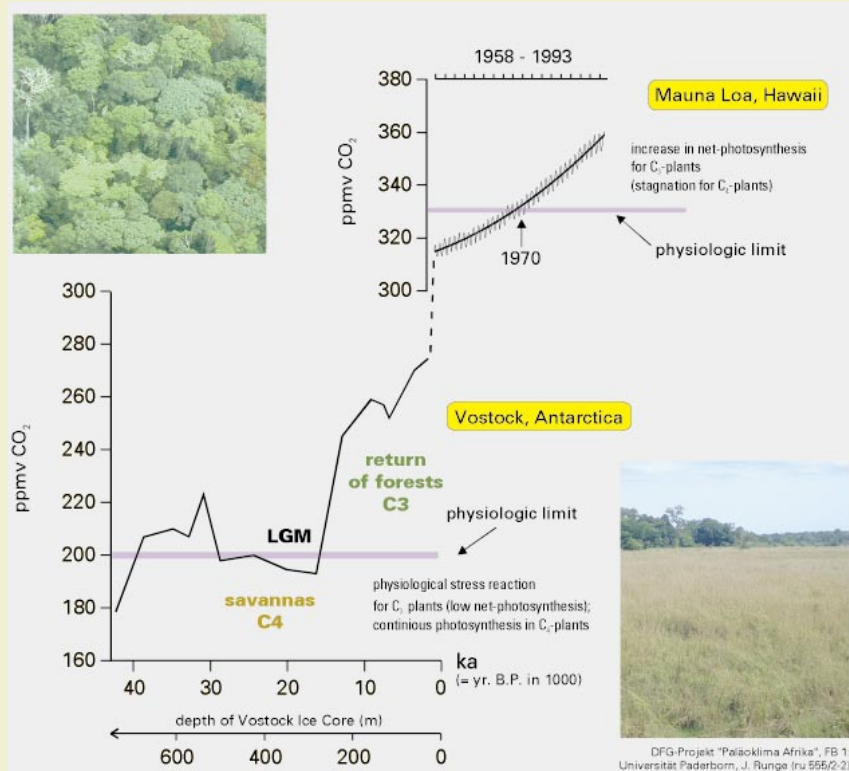 1958 - 1993
380
360
340
320
300
ppmv CO₂
Mauna Loa, Hawaii
increase in net-photosynthesis
for C₃-plants
(stagnation for C₄-plants)
physiologic limit
1970
300
280
260
240
220
200
180
160
ppmv CO₂
Vostock, Antarctica
return
of forests
C3
LGM
physiologic limit
savannas
C4
physiological stress reaction
for C₃ plants (low net-photosynthesis);
continious photosynthesis in C₄-plants
40 30 20 10 0
ka
(= yr. B.P. in 1000)
depth of Vostock Ice Core (m)
600 400 200 0
DFG-Projekt "Paläoklima Afrika", FB 1:
Universität Paderborn, J. Runge (ru 555/2-2)